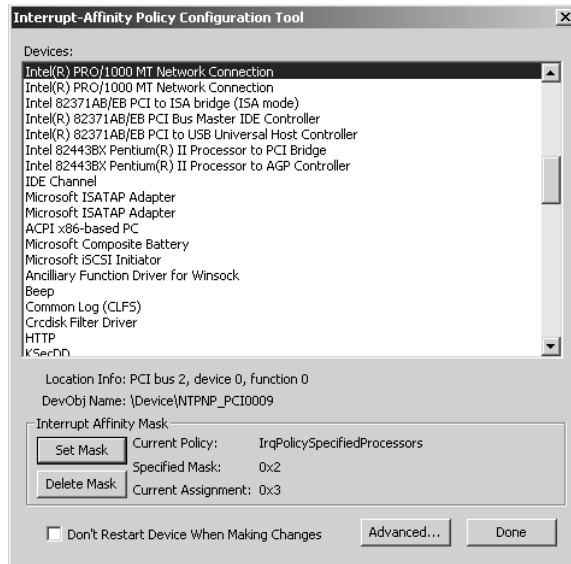 Interrupt-Affinity Policy Configuration Tool
Devices:
Intel(R) PRO/1000 MT Network Connection
Intel(R) PRO/1000 MT Network Connection
Intel 82371AB/EB PCI to ISA bridge (ISA mode)
Intel(R) 82371AB/EB PCI Bus Master IDE Controller
Intel(R) 82371AB/EB PCI to USB Universal Host Controller
Intel 82443BX Pentium(R) II Processor to PCI Bridge
Intel 82443BX Pentium(R) II Processor to AGP Controller
IDE Channel
Microsoft ISATAP Adapter
Microsoft ISATAP Adapter
ACPI x86-based PC
Microsoft Composite Battery
Microsoft iSCSI Initiator
Ancilliary Function Driver for Winsock
Beep
Common Log (CLFS)
Crcdisk Filter Driver
HTTP
KSecDD
Location Info: PCI bus 2, device 0, function 0
DevObj Name: \Device\NTPNP_PCI0009
Interrupt Affinity Mask
Set Mask
Current Policy: IrqPolicySpecifiedProcessors
Specified Mask: 0x2
Delete Mask
Current Assignment: 0x3
Don't Restart Device When Making Changes
Advanced...
Done